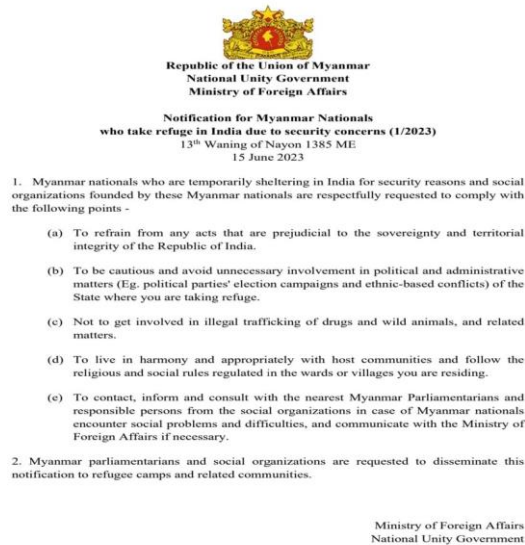 Republic of the Union of Myanmar
National Unity Government
Ministry of Foreign Affairs
Notification for Myanmar Nationals
who take refuge in India due to security concerns (1/2023)
13th Waning of Nayon 1385 ME
15 June 2023
1. Myanmar nationals who are temporarily sheltering in India for security reasons and social
organizations founded by these Myanmar nationals are respectfully requested to comply with
the following points -
(a) To refrain from any acts that are prejudicial to the sovereignty and territorial
integrity of the Republic of India.
(b) To be cautious and avoid unnecessary involvement in political and administrative
matters (Eg. political parties' election campaigns and ethnic-based conflicts) of the
State where you are taking refuge.
(c) Not to get involved in illegal trafficking of drugs and wild animals, and related
matters.
(d) To live in harmony and appropriately with host communities and follow the
religious and social rules regulated in the wards or villages you are residing.
(e) To contact, inform and consult with the nearest Myanmar Parliamentarians and
responsible persons from the social organizations in case of Myanmar nationals
encounter social problems and difficulties, and communicate with the Ministry of
Foreign Affairs if necessary.
2. Myanmar parliamentarians and social organizations are requested to disseminate this
notification to refugee camps and related communities.
Ministry of Foreign Affairs
National Unity Government